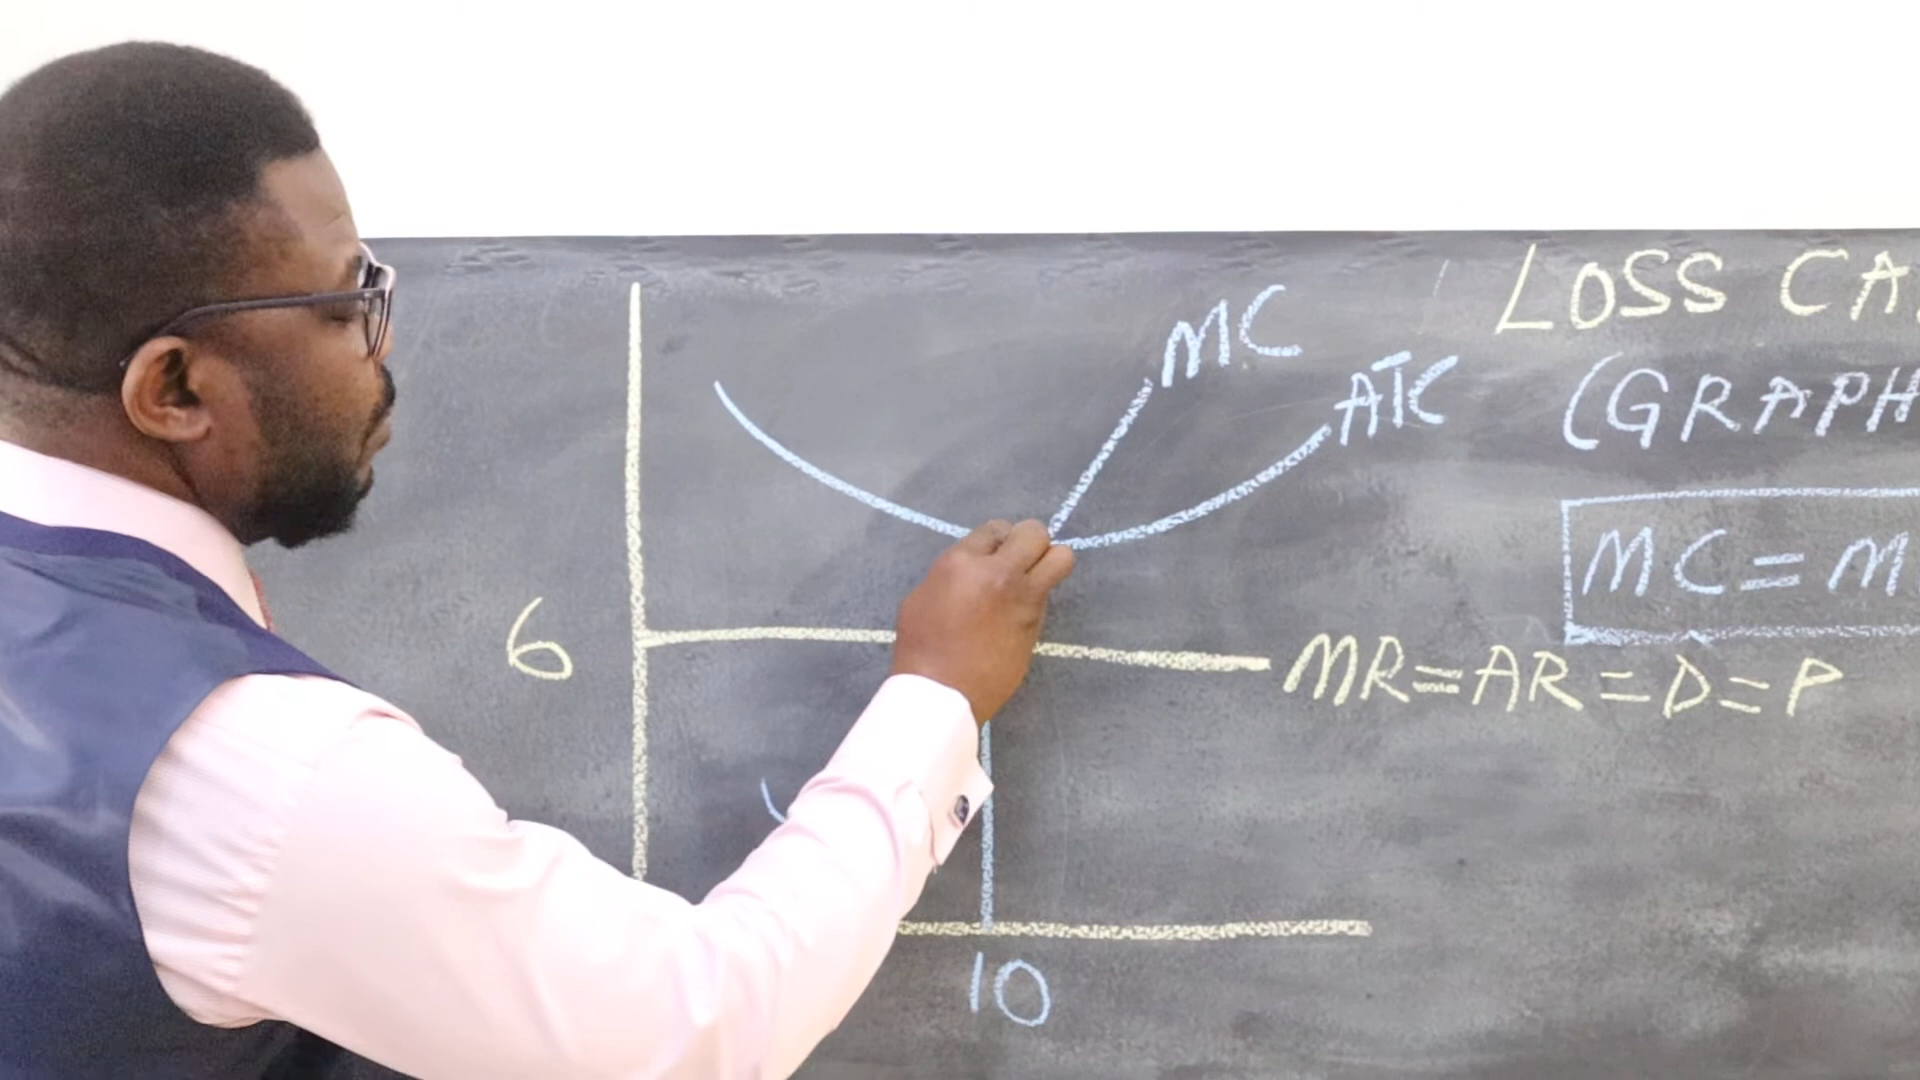 LOSS CA
(GRAPH
MC
ATC
MC = M
6
MR=AR=D=P
10